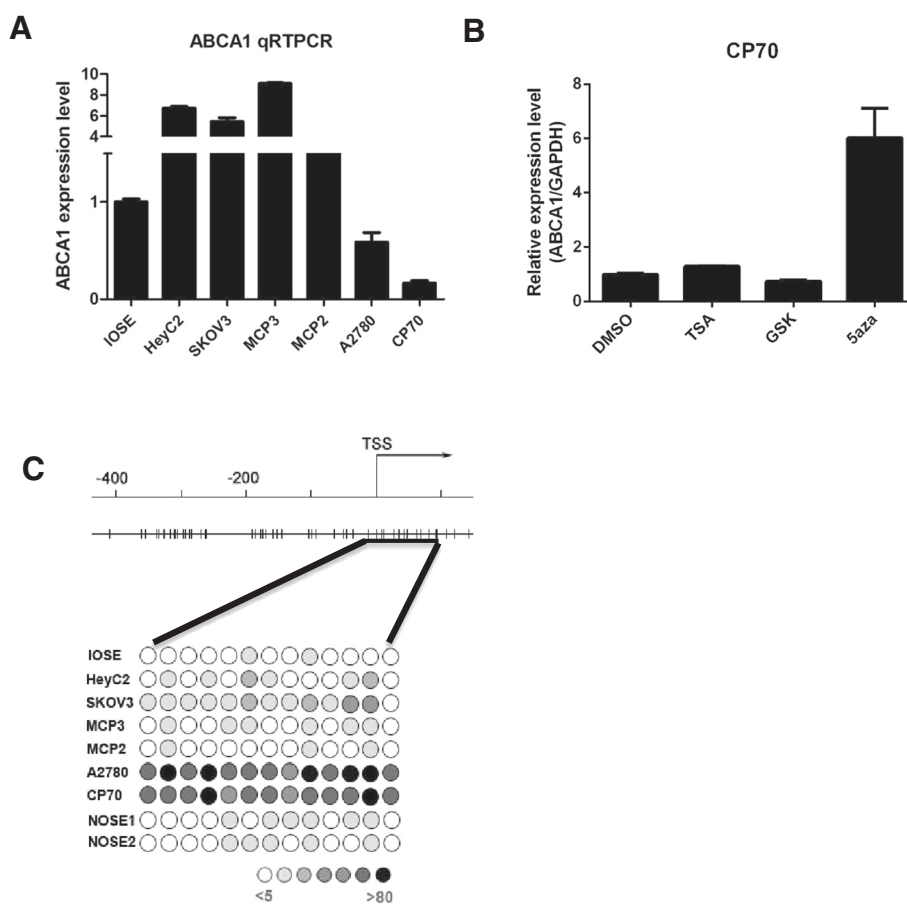 A
ABCA1 qRTPCR
ABCA1 expression level
10
8
6
4
1
0
IOSE
HeyC2
SKOV3
MCP3
MCP2
A2780
CP70
B
CP70
Relative expression level
(ABCA1/GAPDH)
8
6
4
2
0
DMSO
TSA
GSK
5aza
C
TSS
-400
-200
IOSE
HeyC2
SKOV3
MCP3
MCP2
A2780
CP70
NOSE1
NOSE2
<5
>80